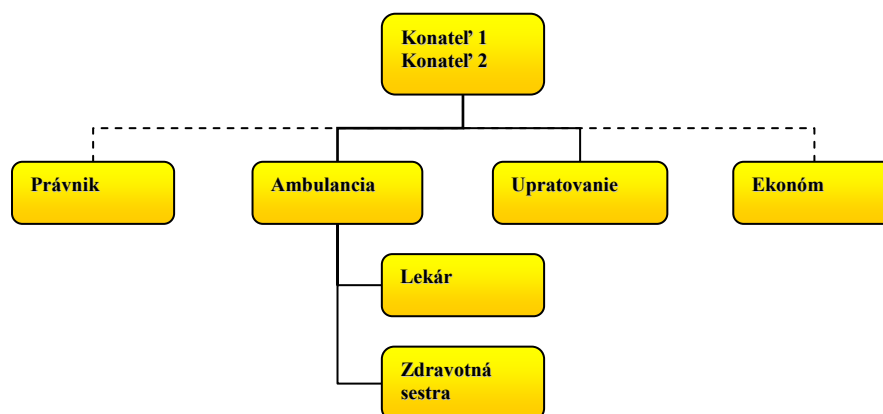 Konateľ 1
Konateľ 2
Právnik
Ambulancia
Upratovanie
Ekonóm
Lekár
Zdravotná
sestra